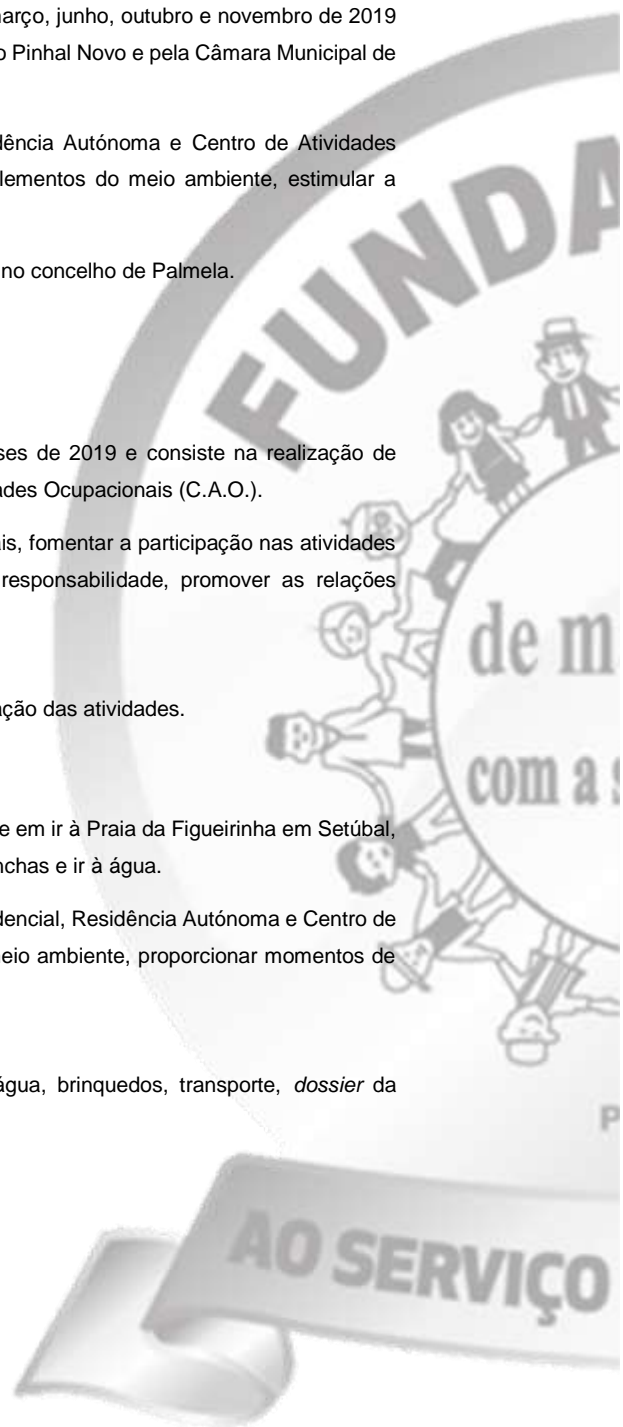 março, junho, outubro e novembro de 2019
o Pinhal Novo e pela Câmara Municipal de
dência Autónoma e Centro de Atividades
lementos do meio ambiente, estimular a
no concelho de Palmela.
ses de 2019 e consiste na realização de
ades Ocupacionais (C.A.O.).
is, fomentar a participação nas atividades
responsabilidade, promover as relações
ação das atividades.
e em ir à Praia da Figueirinha em Setúbal,
nchas e ir à água.
dencial, Residência Autónoma e Centro de
neio ambiente, proporcionar momentos de
água, brinquedos, transporte, dossier da
FUNDA
de m
com a s
P
AO SERVIÇO